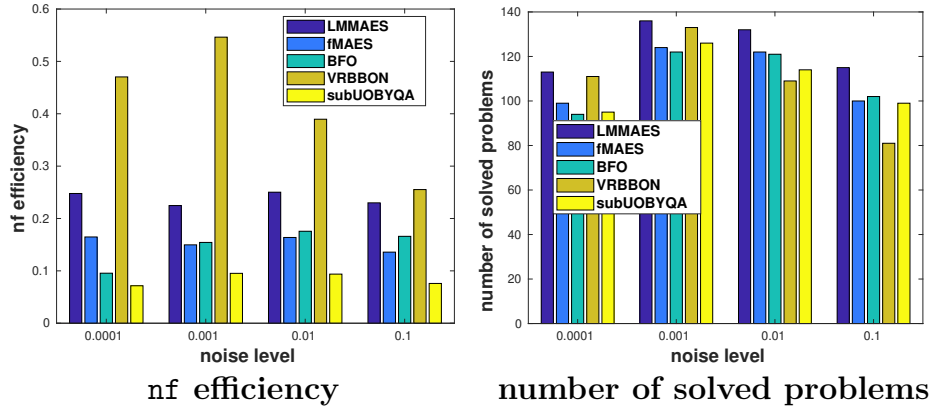 0.6
0.5
0.4
0.3
0.2
0.1
0
nf efficiency
LMMAES
fMAES
BFO
VRBBON
subUOBYQA
0.0001 0.001 0.01 0.1
noise level
nf efficiency
140
120
100
80
60
40
20
0
number of solved problems
LMMAES
fMAES
BFO
VRBBON
subUOBYQA
0.0001 0.001 0.01 0.1
noise level
number of solved problems